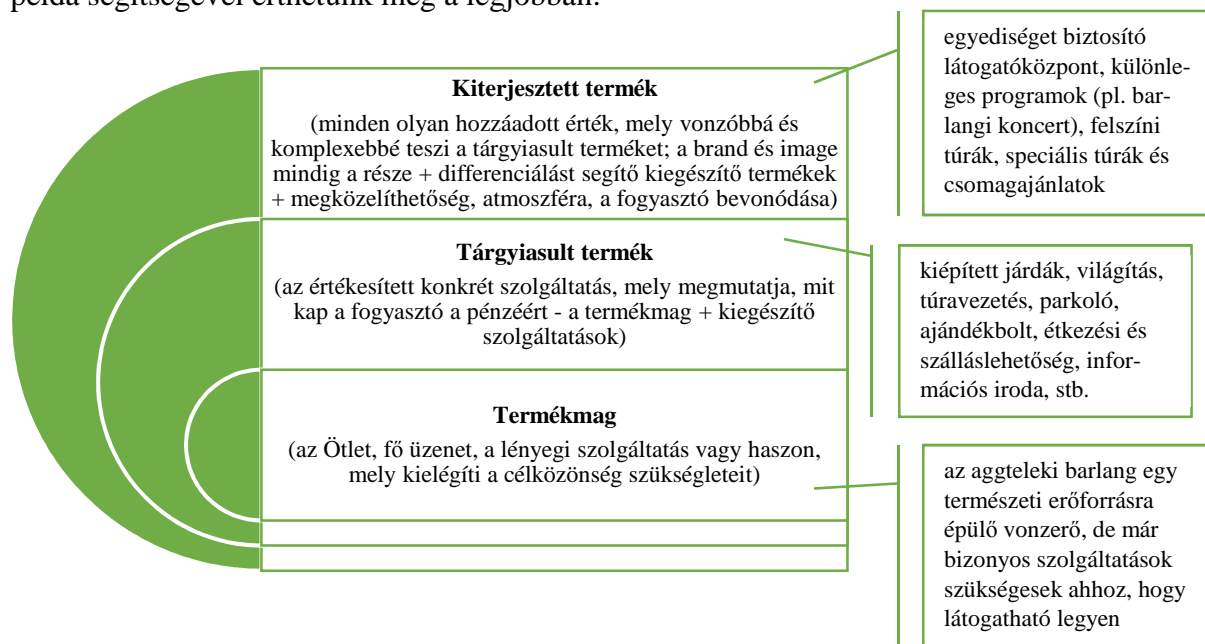 példa segítségével érthetünk meg a legjobban.
Kiterjesztett termék
(minden olyan hozzáadott érték, mely vonzóbbá és
komplexebbé teszi a tárgyiasult terméket; a brand és image
mindig a része + differenciálást segítő kiegészítő termékek
+ megközelíthetőség, atmoszféra, a fogyasztó bevonódása)
egyediséget biztosító
látogatóközpont, különle-
ges programok (pl. bar-
langi koncert), felszíni
túrák, speciális túrák és
csomagajánlatok
Tárgyiasult termék
(az értékesített konkrét szolgáltatás, mely megmutatja, mit
kap a fogyasztó a pénzéért - a termékmag + kiegészítő
szolgáltatások)
kiépített járdák, világítás,
túravezetés, parkoló,
ajándékbolt, étkezési és
szálláslehetőség, infor-
mációs iroda, stb.
Termékmag
(az Ötlet, fő üzenet, a lényegi szolgáltatás vagy haszon,
mely kielégíti a célközönség szükségleteit)
az aggteleki barlang egy
természeti erőforrásra
épülő vonzerő, de már
bizonyos szolgáltatások
szükségesek ahhoz, hogy
látogatható legyen